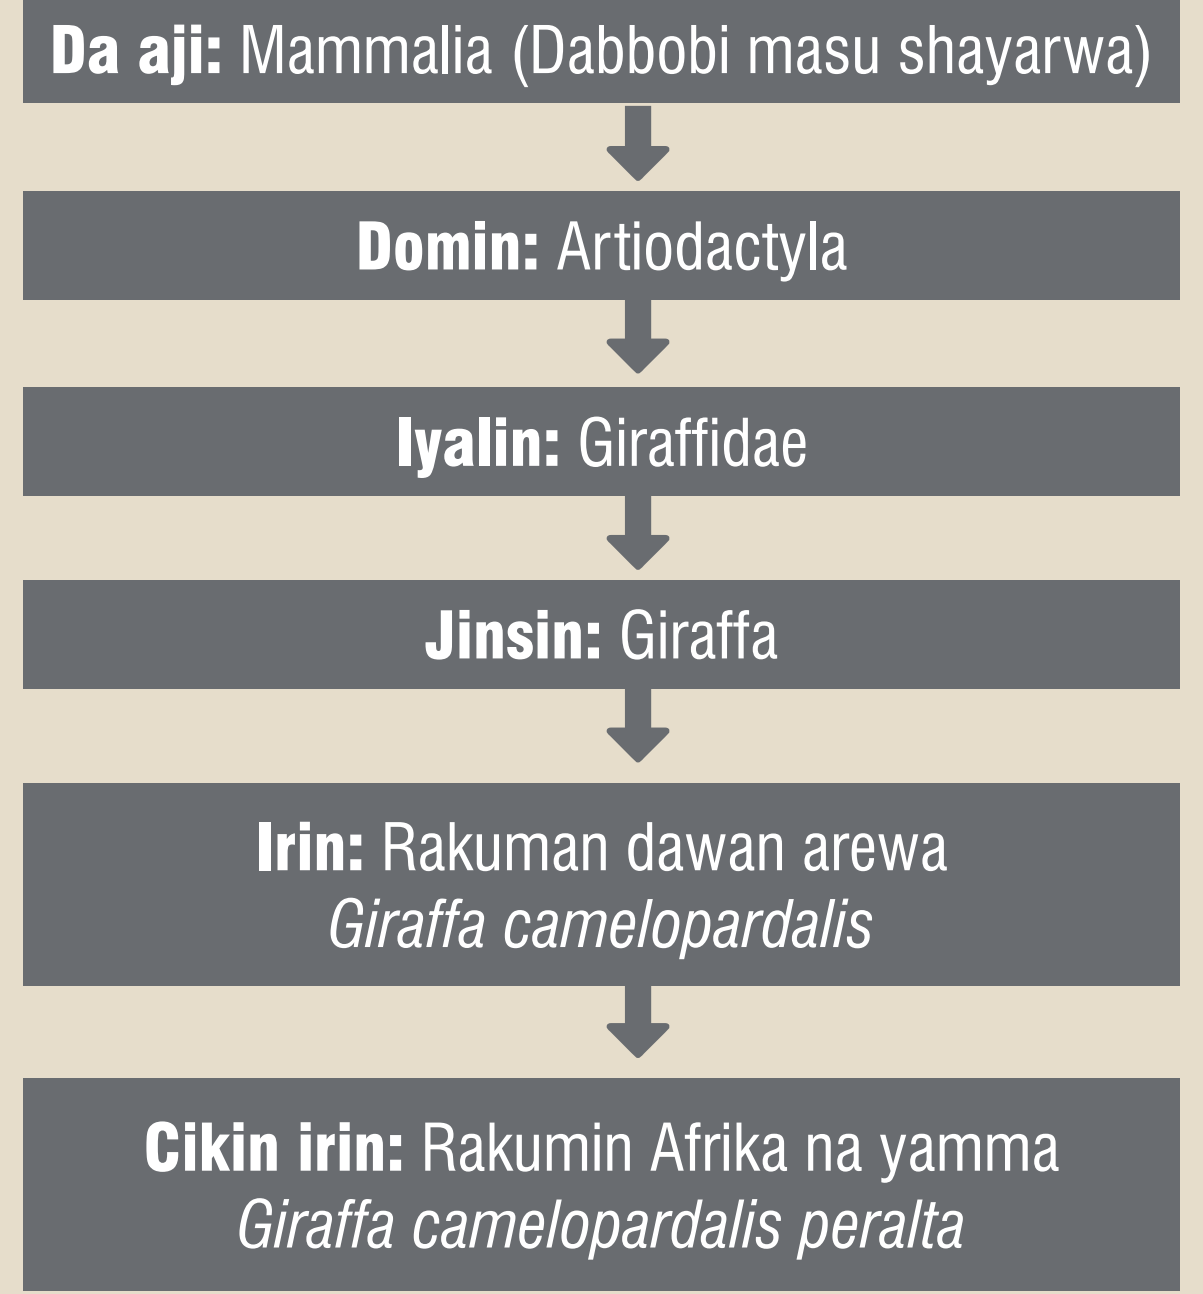 Da aji: Mammalia (Dabbobi masu shayarwa)
Domin: Artiodactyla
Iyalin: Giraffidae
Jinsin: Giraffa
Irin: Rakuman dawan arewa
Giraffa camelopardalis
Cikin irin: Rakumin Afrika na yamma
Giraffa camelopardalis peralta